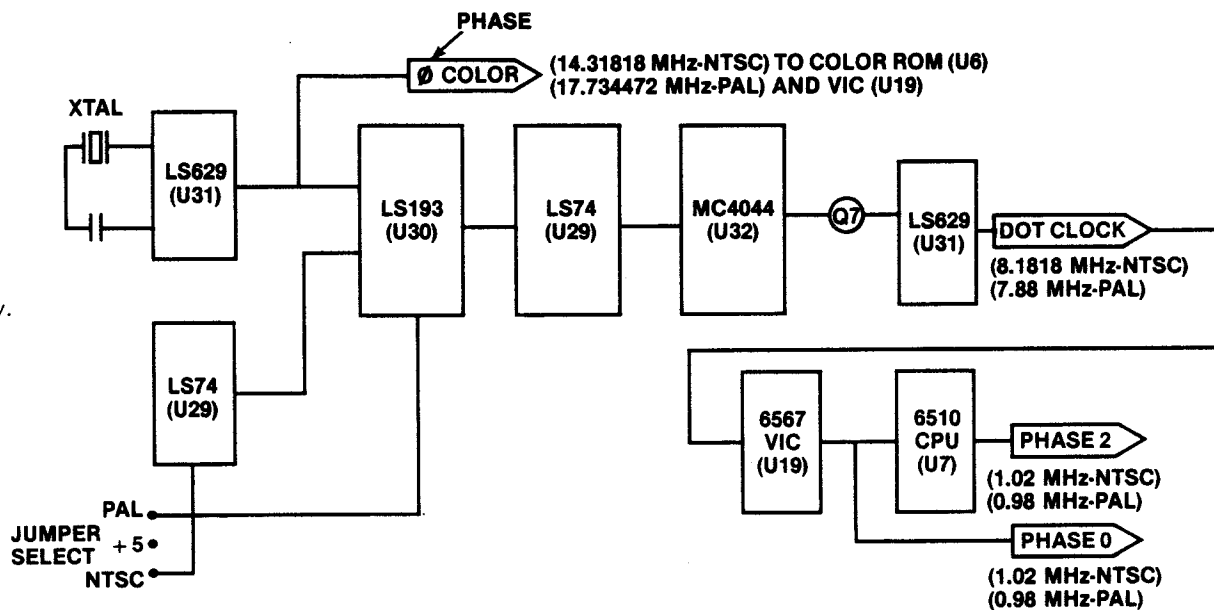 PHASE
Ø COLOR
(14.31818 MHz-NTSC) TO COLOR ROM (U6)
(17.734472 MHz-PAL) AND VIC (U19)
XTAL
LS629
(U31)
LS193
(U30)
LS74
(U29)
MC4044
(U32)
Q7
LS629
(U31)
DOT CLOCK
(8.1818 MHz-NTSC)
(7.88 MHz-PAL)
y.
LS74
(U29)
6567
VIC
(U19)
6510
CPU
(U7)
PHASE 2
(1.02 MHz-NTSC)
(0.98 MHz-PAL)
PHASE 0
(1.02 MHz-NTSC)
(0.98 MHz-PAL)
PAL
JUMPER
SELECT
+5
NTSC